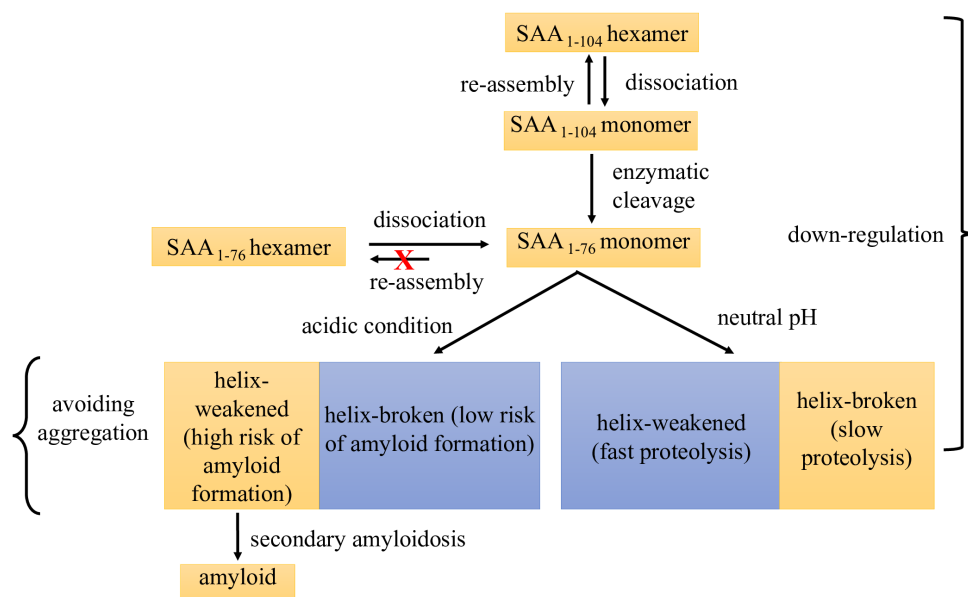 SAA 1-104 hexamer
re-assembly
dissociation
SAA 1-104 monomer
enzymatic
cleavage
dissociation
SAA 1-76 hexamer
X
re-assembly
SAA 1-76 monomer
down-regulation
acidic condition
neutral pH
avoiding
aggregation
helix-
weakened
(high risk of
amyloid
formation)
helix-broken (low risk
of amyloid formation)
helix-weakened
(fast proteolysis)
helix-broken
(slow
proteolysis)
secondary amyloidosis
amyloid